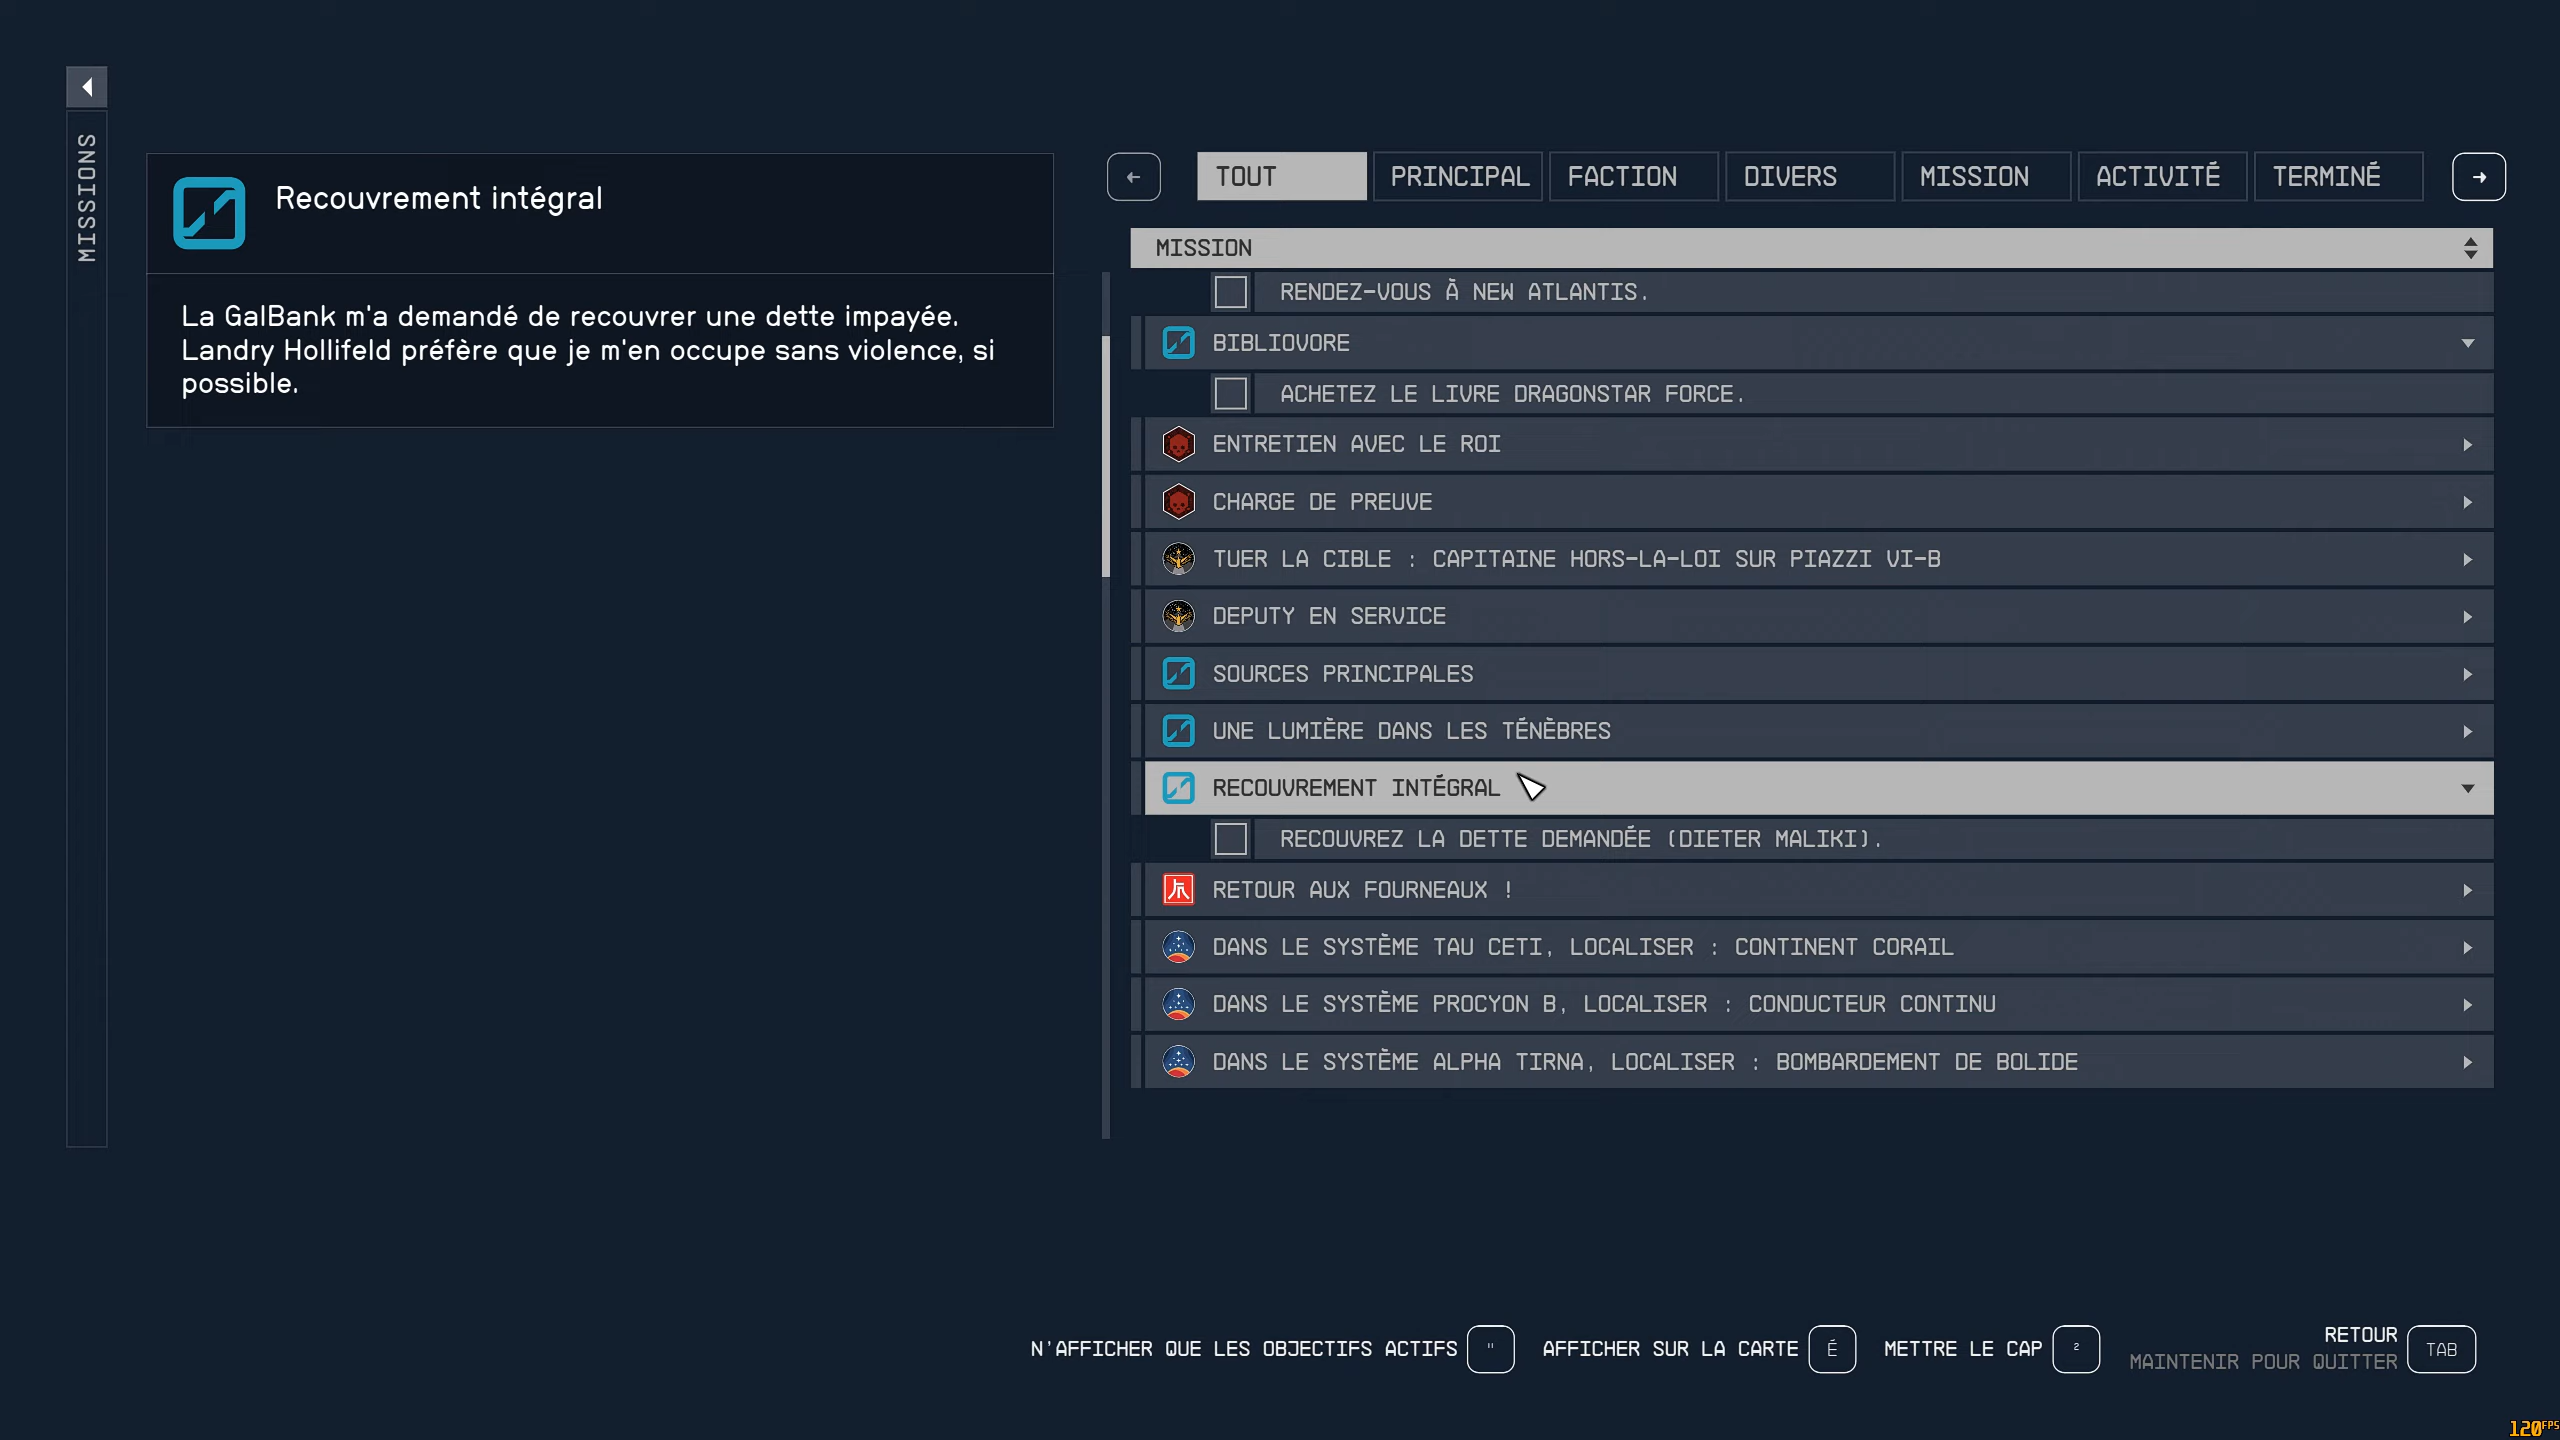 MISSIONS
Recouvrement intégral
La GalBank m'a demandé de recouvrer une dette impayée.
Landry Hollifeld préfère que je m'en occupe sans violence, si
possible.
TOUT
PRINCIPAL
FACTION
DIVERS
MISSION
ACTIVITÉ
TERMINÉ
MISSION
RENDEZ-VOUS À NEW ATLANTIS.
BIBLIOVORE
ACHETEZ LE LIVRE DRAGONSTAR FORCE.
ENTRETIEN AVEC LE ROI
CHARGE DE PREUVE
TUER LA CIBLE : CAPITAINE HORS-LA-LOI SUR PIAZZI VI-B
DEPUTY EN SERVICE
SOURCES PRINCIPALES
UNE LUMIÈRE DANS LES TÉNÈBRES
RECOUVREMENT INTÉGRAL
RECOUVREZ LA DETTE DEMANDÉE (DIETER MALIKI).
RETOUR AUX FOURNEAUX !
DANS LE SYSTÈME TAU CETI, LOCALISER : CONTINENT CORAIL
DANS LE SYSTÈME PROCYON B, LOCALISER : CONDUCTEUR CONTINU
DANS LE SYSTÈME ALPHA TIRNA, LOCALISER : BOMBARDEMENT DE BOLIDE
N'AFFICHER QUE LES OBJECTIFS ACTIFS "
AFFICHER SUR LA CARTE É
METTRE LE CAP ²
RETOUR
MAINTENIR POUR QUITTER
TAB
120FPS